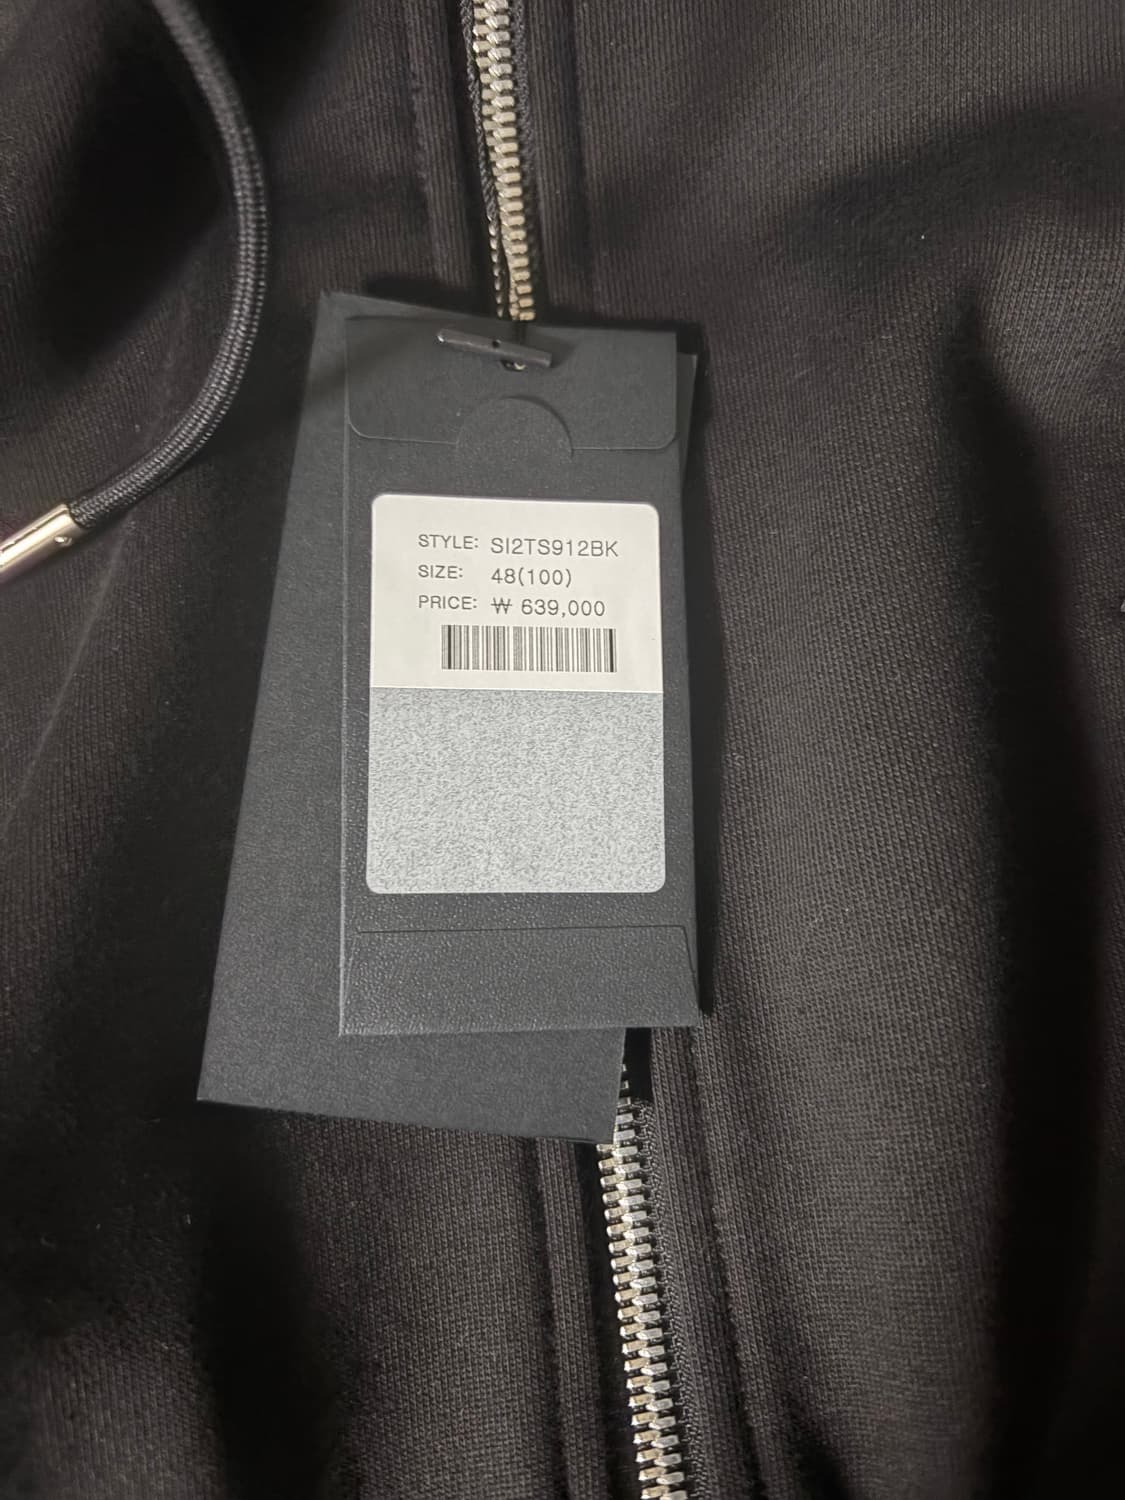 STYLE: SI2TS912BK
SIZE: 48(100)
PRICE: ₩ 639,000